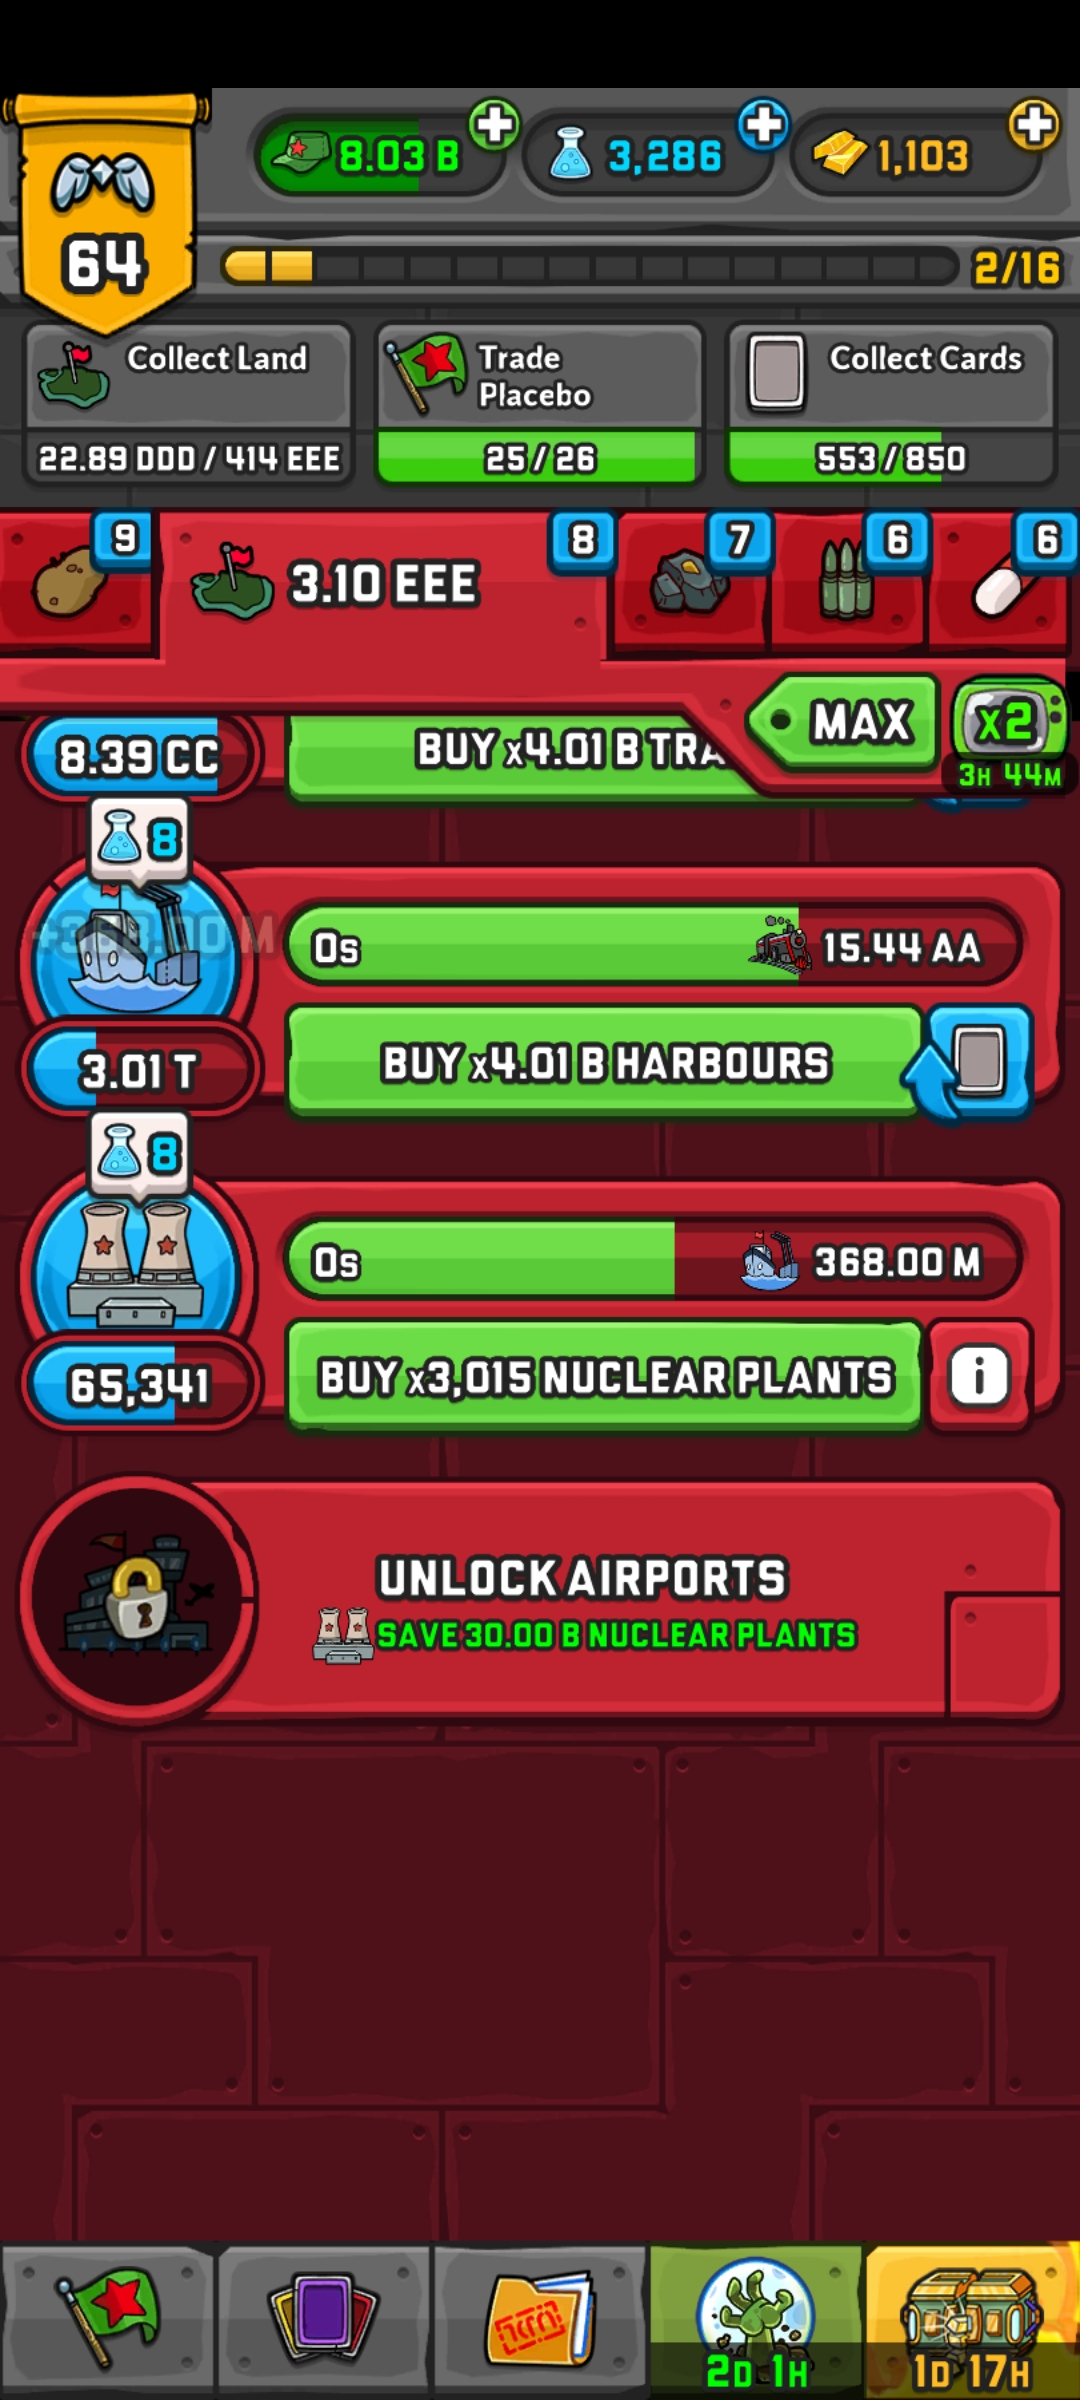 64
8.03 B
3,286
1,103
2/16
Collect Land
22.89 DDD / 414 EEE
Trade
Placebo
25 / 26
Collect Cards
553 / 850
9
3.10 EEE
8
7
6
6
MAX
x2
3H 44M
8.39 CC
BUY x4.01 B TRA
8
+368.00 M
0s
15.44 AA
3.01 T
BUY x4.01 B HARBOURS
8
0s
368.00 M
65,341
BUY x3,015 NUCLEAR PLANTS
i
UNLOCK AIRPORTS
SAVE 30.00 B NUCLEAR PLANTS
2D 1H
1D 17H